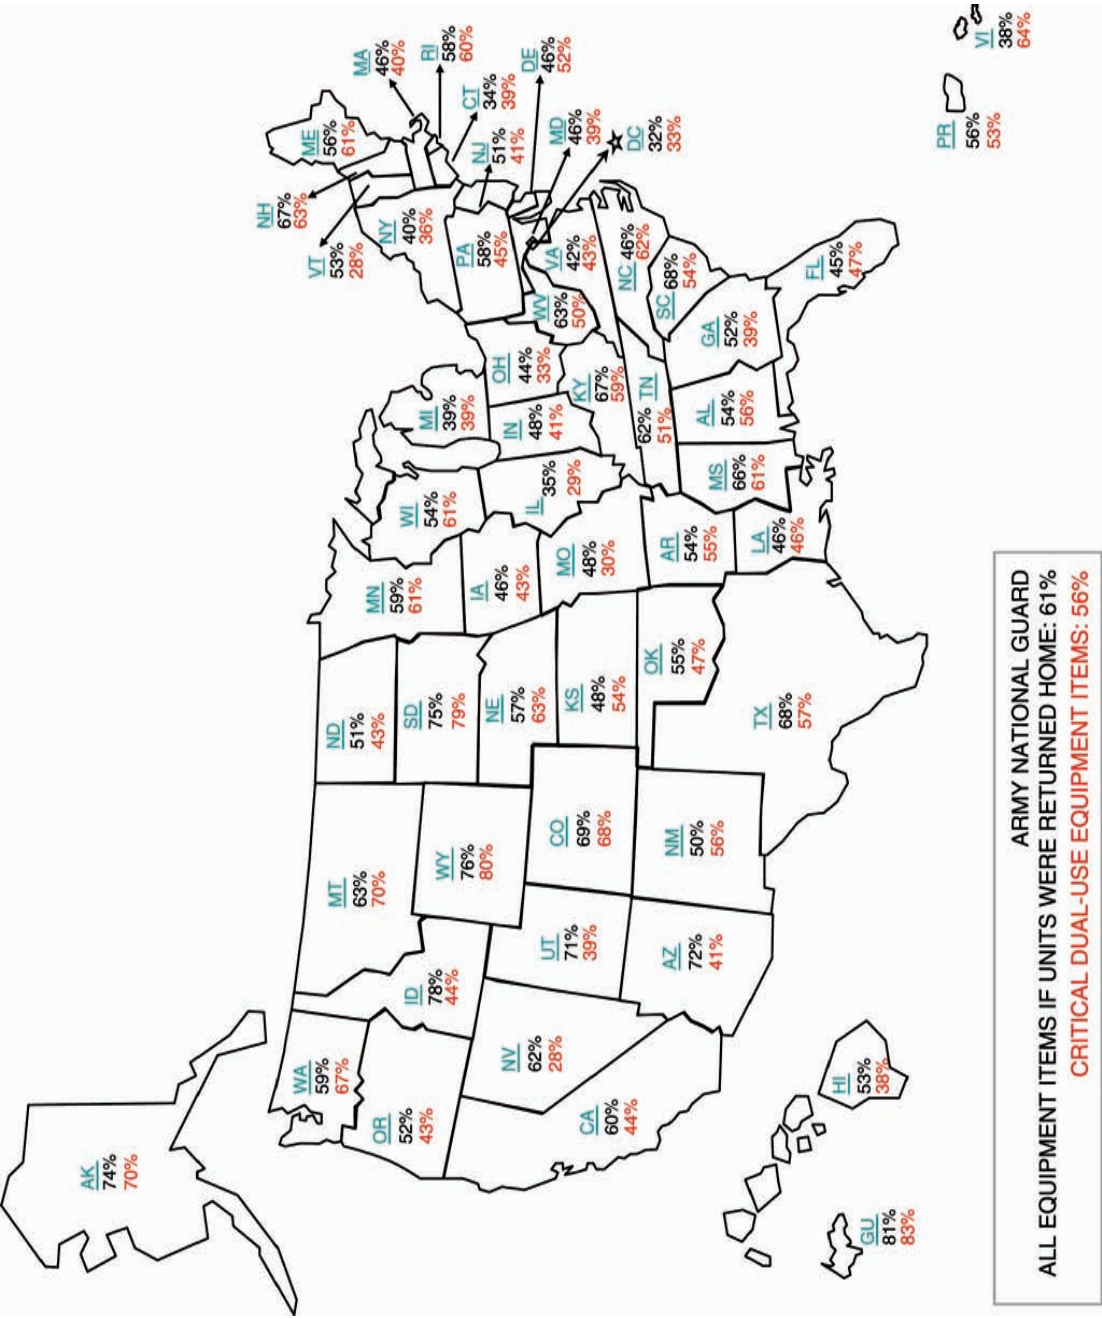 AK
74%
70%
WA
59%
67%
OR
52%
43%
CA
60%
44%
NV
62%
28%
ID
78%
44%
MT
63%
70%
WY
76%
80%
UT
71%
39%
AZ
72%
41%
CO
69%
68%
NM
50%
56%
ND
51%
43%
SD
75%
79%
NE
57%
63%
KS
48%
54%
OK
55%
47%
TX
68%
57%
MN
59%
61%
IA
46%
43%
MO
48%
30%
AR
54%
55%
LA
46%
46%
WI
54%
61%
IL
35%
29%
MI
39%
39%
IN
48%
41%
OH
44%
33%
KY
67%
59%
TN
62%
51%
MS
66%
61%
AL
54%
56%
GA
52%
39%
FL
45%
47%
SC 68%
54%
NC 46%
62%
VA
42%
43%
WV
63%
50%
PA
58%
45%
NY
40%
36%
VT
53%
28%
NH
67%
63%
ME
56%
61%
MA
46%
40%
RI
58%
60%
CT
34%
39%
NJ
51%
41%
DE
46%
52%
MD
46%
39%
DC
32%
33%
HI
53%
38%
GU
81%
83%
PR
56%
53%
VI
38%
64%
ARMY NATIONAL GUARD
ALL EQUIPMENT ITEMS IF UNITS WERE RETURNED HOME: 61%
CRITICAL DUAL-USE EQUIPMENT ITEMS: 56%